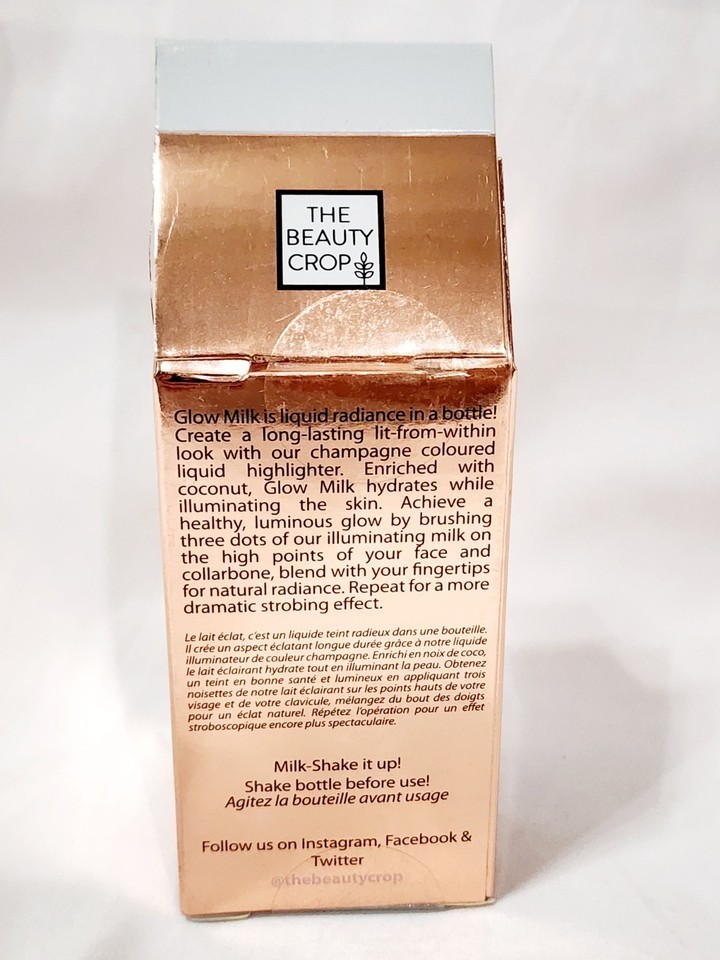 THE
BEAUTY
CROP
Glow Milk is liquid radiance in a bottle!
Create a long-lasting lit-from-within
look with our champagne coloured
liquid highlighter. Enriched with
coconut, Glow Milk hydrates while
illuminating the skin. Achieve a
healthy, luminous glow by brushing
three dots of our illuminating milk on
the high points of your face and
collarbone, blend with your fingertips
for natural radiance. Repeat for a more
dramatic strobing effect.
Le lait éclat, c'est un liquide teint radieux dans une bouteille.
Il crée un aspect éclatant longue durée grâce à notre liquide
illuminateur de couleur champagne. Enrichi en noix de coco,
le lait éclairant hydrate tout en illuminant la peau. Obtenez
un teint en bonne santé et lumineux en appliquant trois
noisettes de notre lait éclairant sur les points hauts de votre
visage et de votre clavicule, mélangez du bout des doigts
pour un éclat naturel. Répétez l'opération pour un effet
stroboscopique encore plus spectaculaire.
Milk-Shake it up!
Shake bottle before use!
Agitez la bouteille avant usage
Follow us on Instagram, Facebook &
Twitter
@thebeautycrop